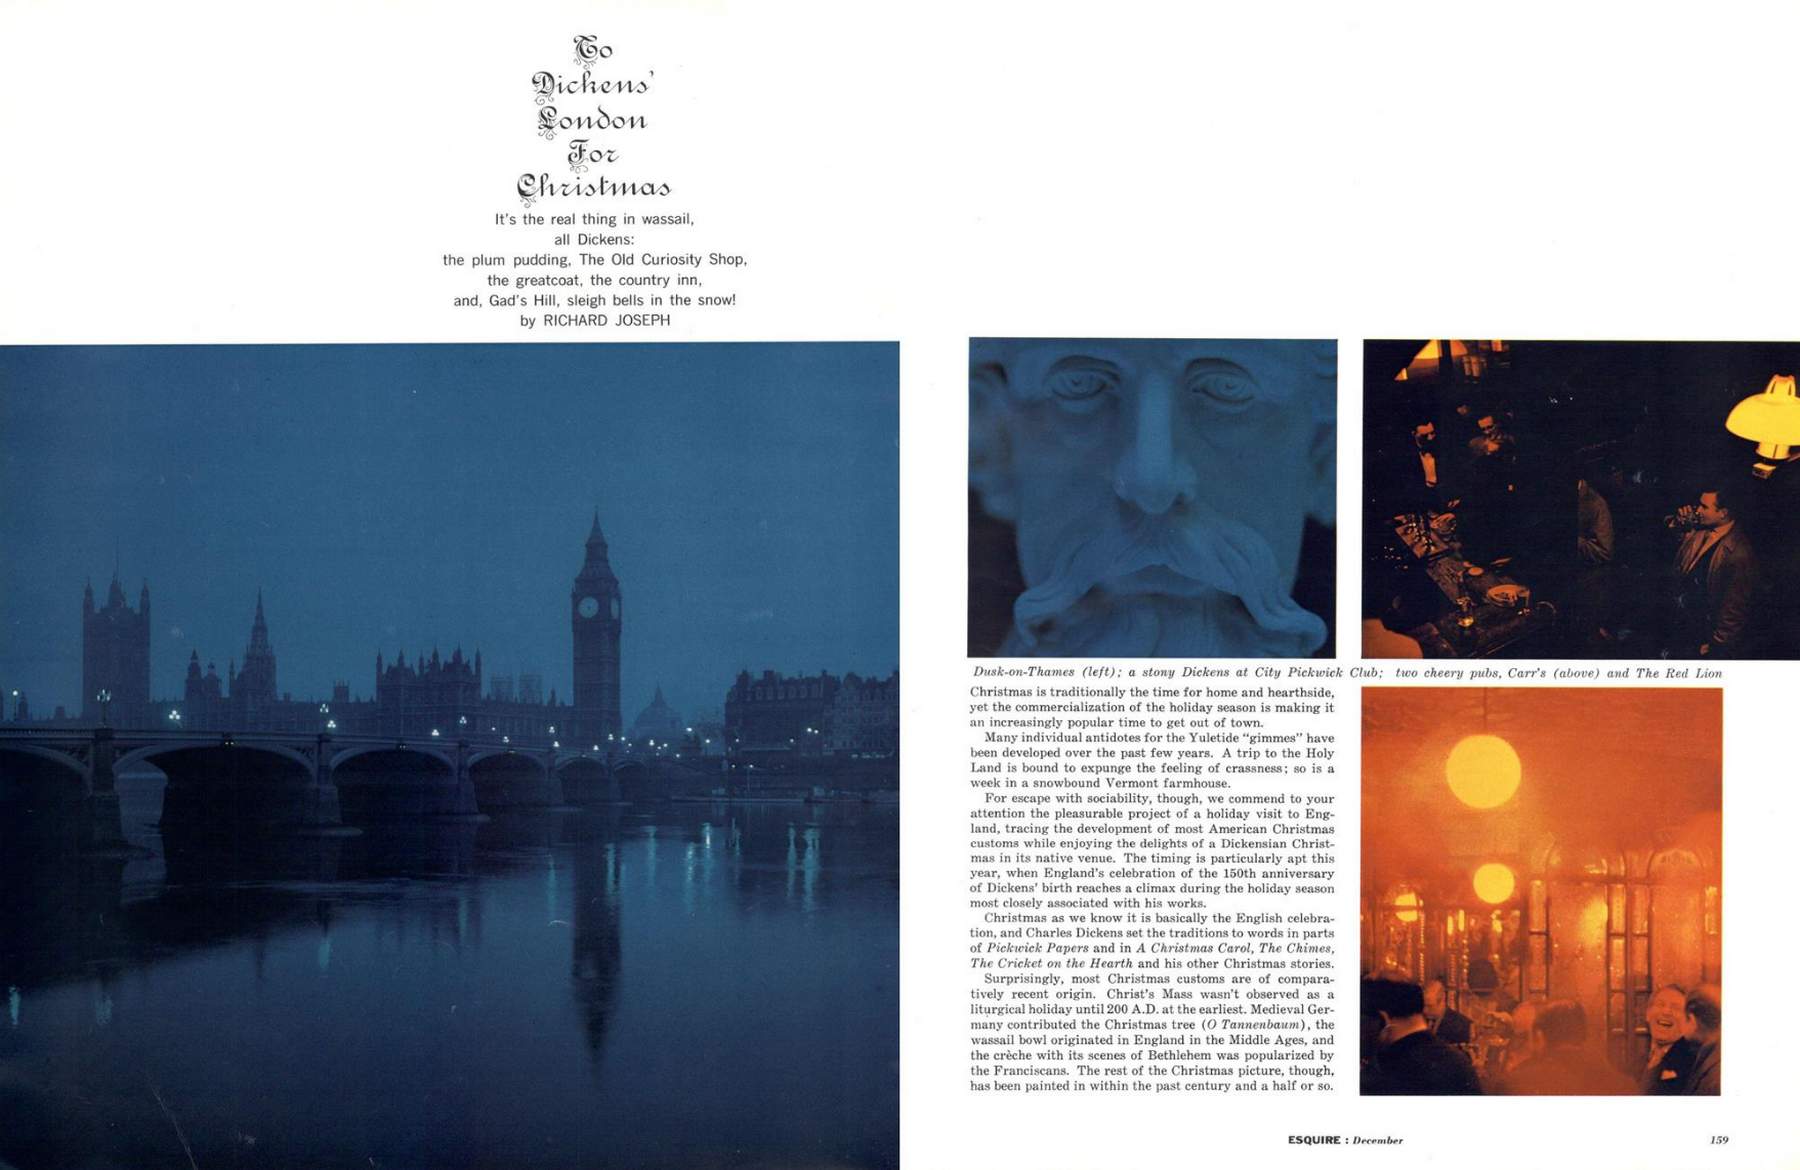 To
Dickens'
London
For
Christmas
It's the real thing in wassail,
all Dickens:
the plum pudding, The Old Curiosity Shop,
the greatcoat, the country inn,
and, Gad's Hill, sleigh bells in the snow!
by RICHARD JOSEPH
Dusk-on-Thames (left); a stony Dickens at City Pickwick Club; two cheery pubs, Carr's (above) and The Red Lion
Christmas is traditionally the time for home and hearthside,
yet the commercialization of the holiday season is making it
an increasingly popular time to get out of town.
Many individual antidotes for the Yuletide "gimmes" have
been developed over the past few years. A trip to the Holy
Land is bound to expunge the feeling of crassness; so is a
week in a snowbound Vermont farmhouse.
For escape with sociability, though, we commend to your
attention the pleasurable project of a holiday visit to Eng-
land, tracing the development of most American Christmas
customs while enjoying the delights of a Dickensian Christ-
mas in its native venue. The timing is particularly apt this
year, when England's celebration of the 150th anniversary
of Dickens' birth reaches a climax during the holiday season
most closely associated with his works.
Christmas as we know it is basically the English celebra-
tion, and Charles Dickens set the traditions to words in parts
of Pickwick Papers and in A Christmas Carol, The Chimes,
The Cricket on the Hearth and his other Christmas stories.
Surprisingly, most Christmas customs are of compara-
tively recent origin. Christ's Mass wasn't observed as a
liturgical holiday until 200 A.D. at the earliest. Medieval Ger-
many contributed the Christmas tree (O Tannenbaum), the
wassail bowl originated in England in the Middle Ages, and
the crèche with its scenes of Bethlehem was popularized by
the Franciscans. The rest of the Christmas picture, though,
has been painted in within the past century and a half or so.
ESQUIRE : December
159